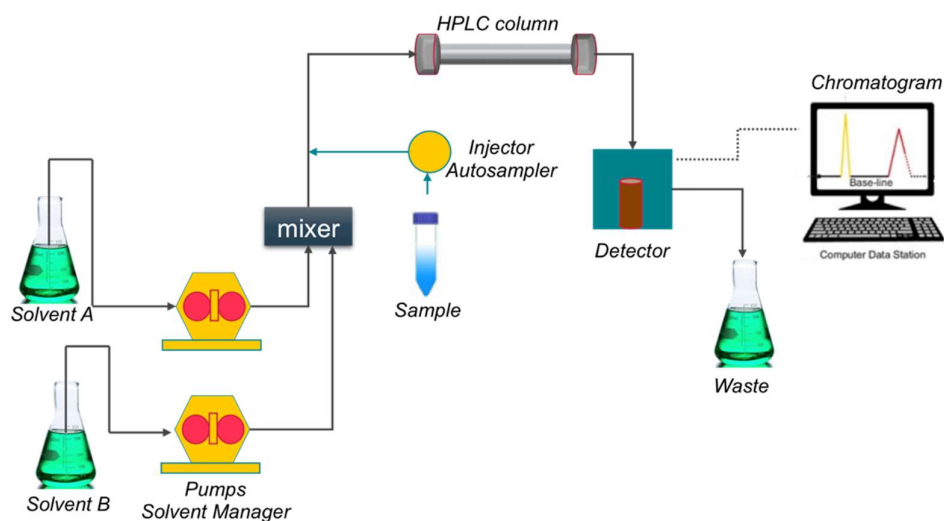 HPLC column
Chromatogram
Injector
Autosampler
Base-line
mixer
Computer Data Station
Detector
Solvent A
Sample
Waste
Solvent B
Pumps
Solvent Manager